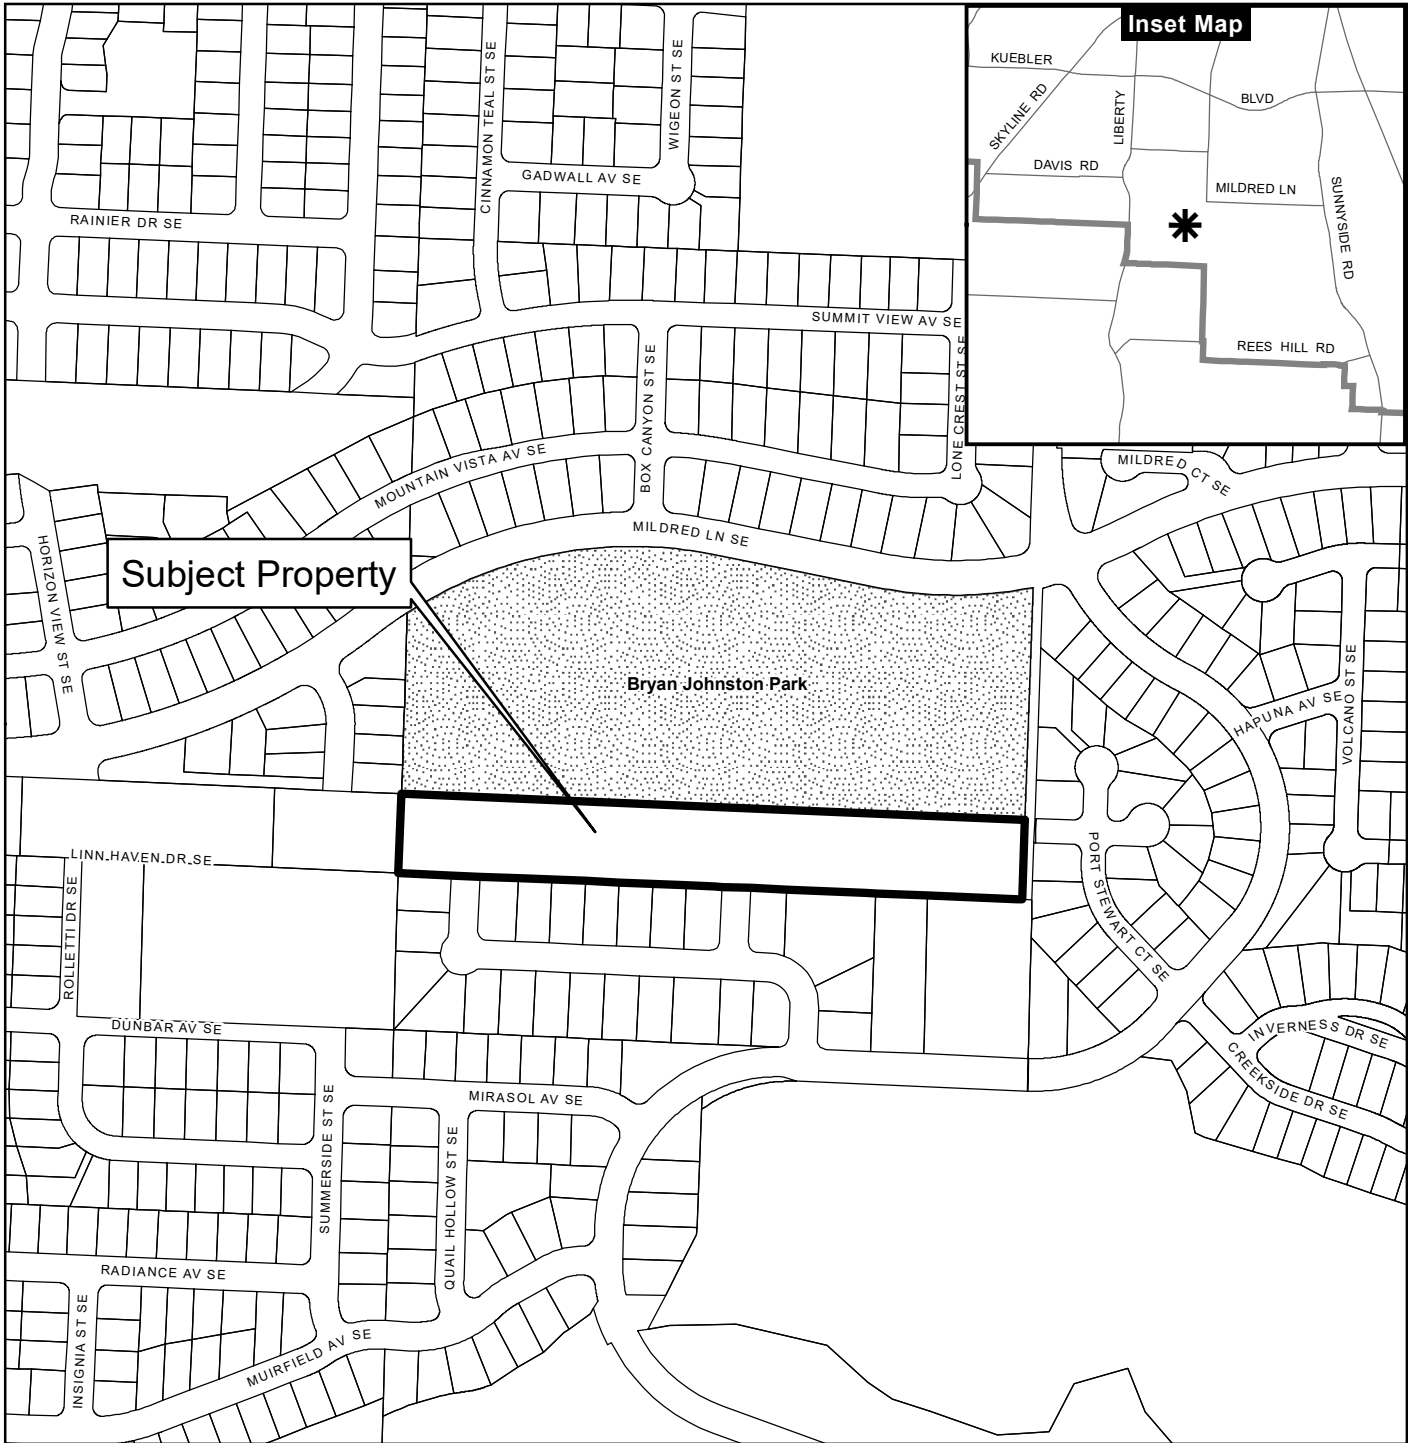 Inset Map
KUEBLER
BLVD
SKYLINE RD
LIBERTY
DAVIS RD
MILDRED LN
SUNNYSIDE RD
REES HILL RD
CINNAMON TEAL ST SE
WIGEON ST SE
GADWALL AV SE
RAINIER DR SE
SUMMIT VIEW AV SE
BOX CANYON ST SE
LONE CREST ST SE
MOUNTAIN VISTA AV SE
MILDRED CT SE
MILDRED LN SE
HORIZON VIEW ST SE
Subject Property
Bryan Johnston Park
HAPUNA AV SE
VOLCANO ST SE
PORT STEWART CT SE
LINN HAVEN DR SE
ROLLETTI DR SE
DUNBAR AV SE
INVERNESS DR SE
CREEKSIDE DR SE
MIRASOL AV SE
SUMMERSIDE ST SE
QUAIL HOLLOW ST SE
RADIANCE AV SE
INSIGNIA ST SE
MUIRFIELD AV SE